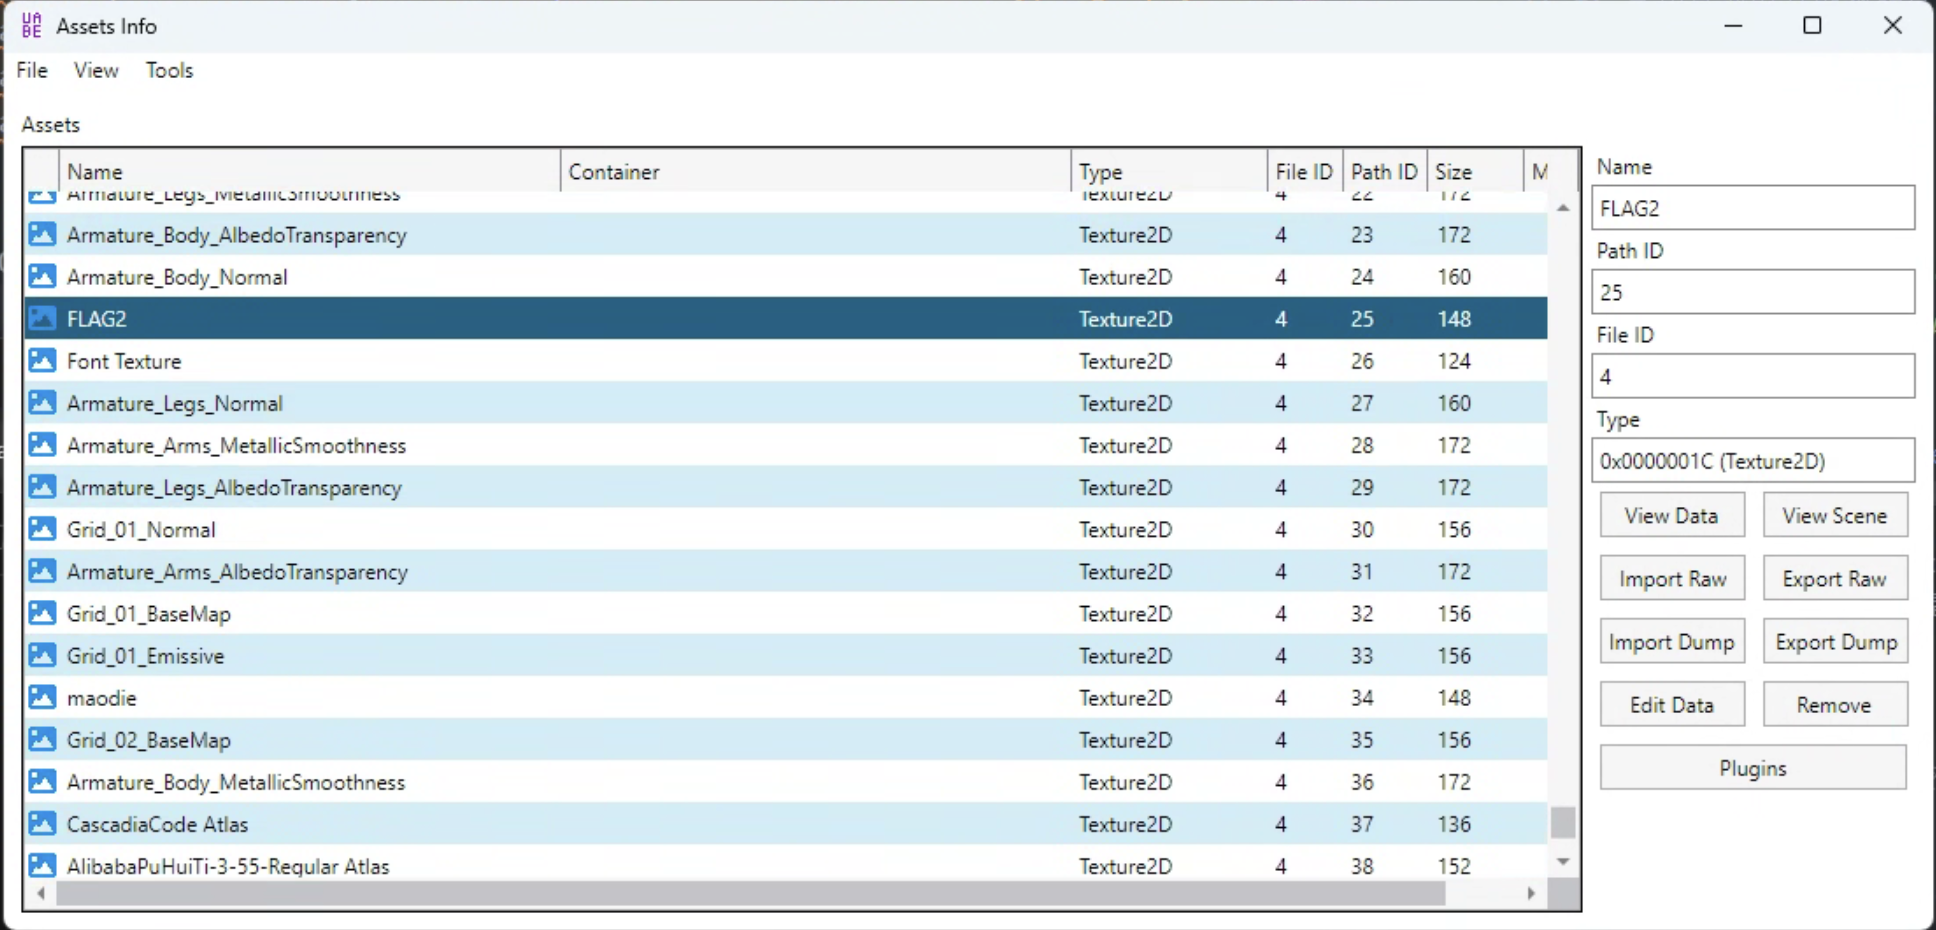 UA
BE
Assets Info
File View Tools
Assets
Name Container Type File ID Path ID Size M
Armature_Legs_MetallicSmoothness Texture2D 4 22 172
Armature_Body_AlbedoTransparency Texture2D 4 23 172
Armature_Body_Normal Texture2D 4 24 160
FLAG2 Texture2D 4 25 148
Font Texture Texture2D 4 26 124
Armature_Legs_Normal Texture2D 4 27 160
Armature_Arms_MetallicSmoothness Texture2D 4 28 172
Armature_Legs_AlbedoTransparency Texture2D 4 29 172
Grid_01_Normal Texture2D 4 30 156
Armature_Arms_AlbedoTransparency Texture2D 4 31 172
Grid_01_BaseMap Texture2D 4 32 156
Grid_01_Emissive Texture2D 4 33 156
maodie Texture2D 4 34 148
Grid_02_BaseMap Texture2D 4 35 156
Armature_Body_MetallicSmoothness Texture2D 4 36 172
CascadiaCode Atlas Texture2D 4 37 136
AlibabaPuHuiTi-3-55-Regular Atlas Texture2D 4 38 152
Name
FLAG2
Path ID
25
File ID
4
Type
0x0000001C (Texture2D)
View Data View Scene
Import Raw Export Raw
Import Dump Export Dump
Edit Data Remove
Plugins